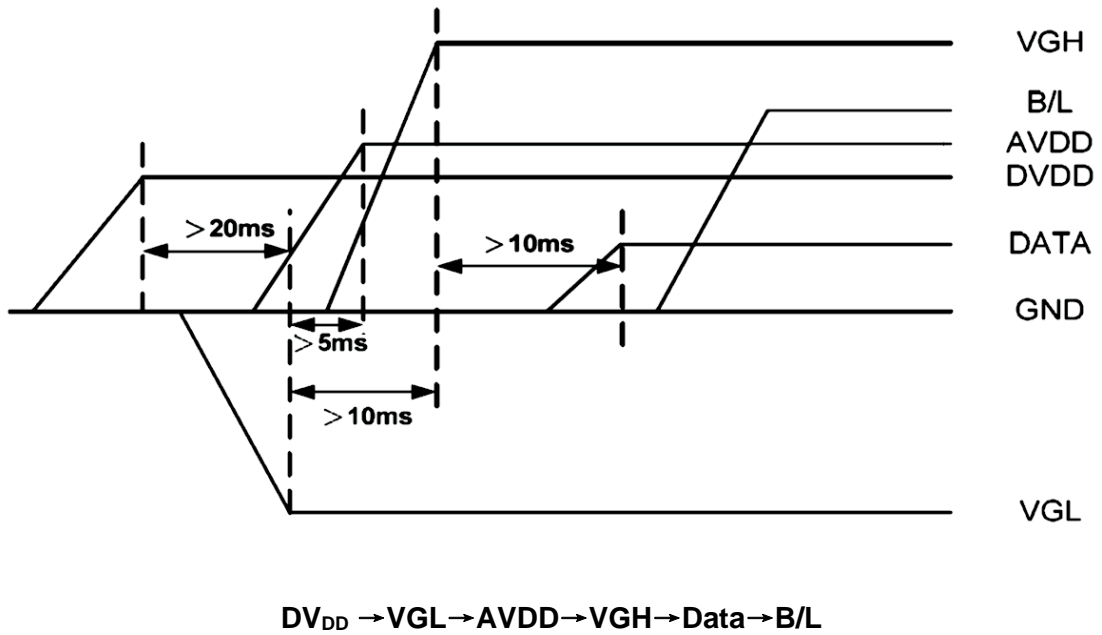 VGH
B/L
AVDD
DVDD
>20ms
>10ms
DATA
GND
>5ms
>10ms
VGL
DVDD →VGL→AVDD→VGH→Data→B/L